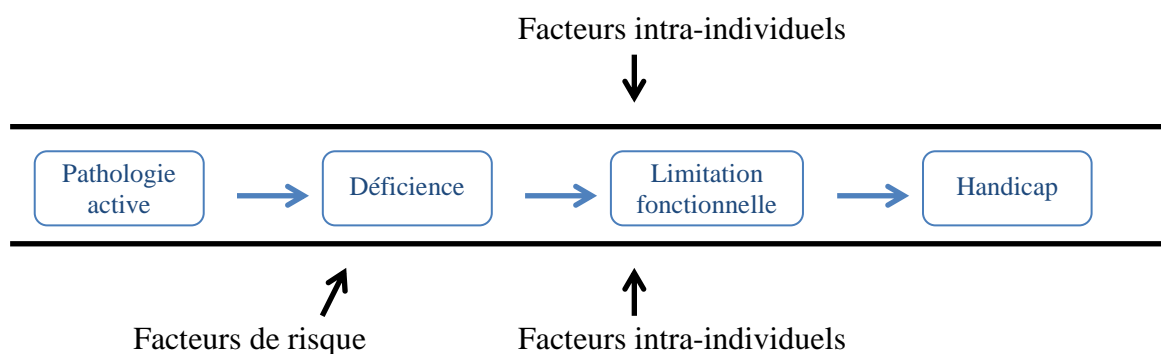 Facteurs intra-individuels
Pathologie
active
Déficience
Limitation
fonctionnelle
Handicap
Facteurs de risque
Facteurs intra-individuels